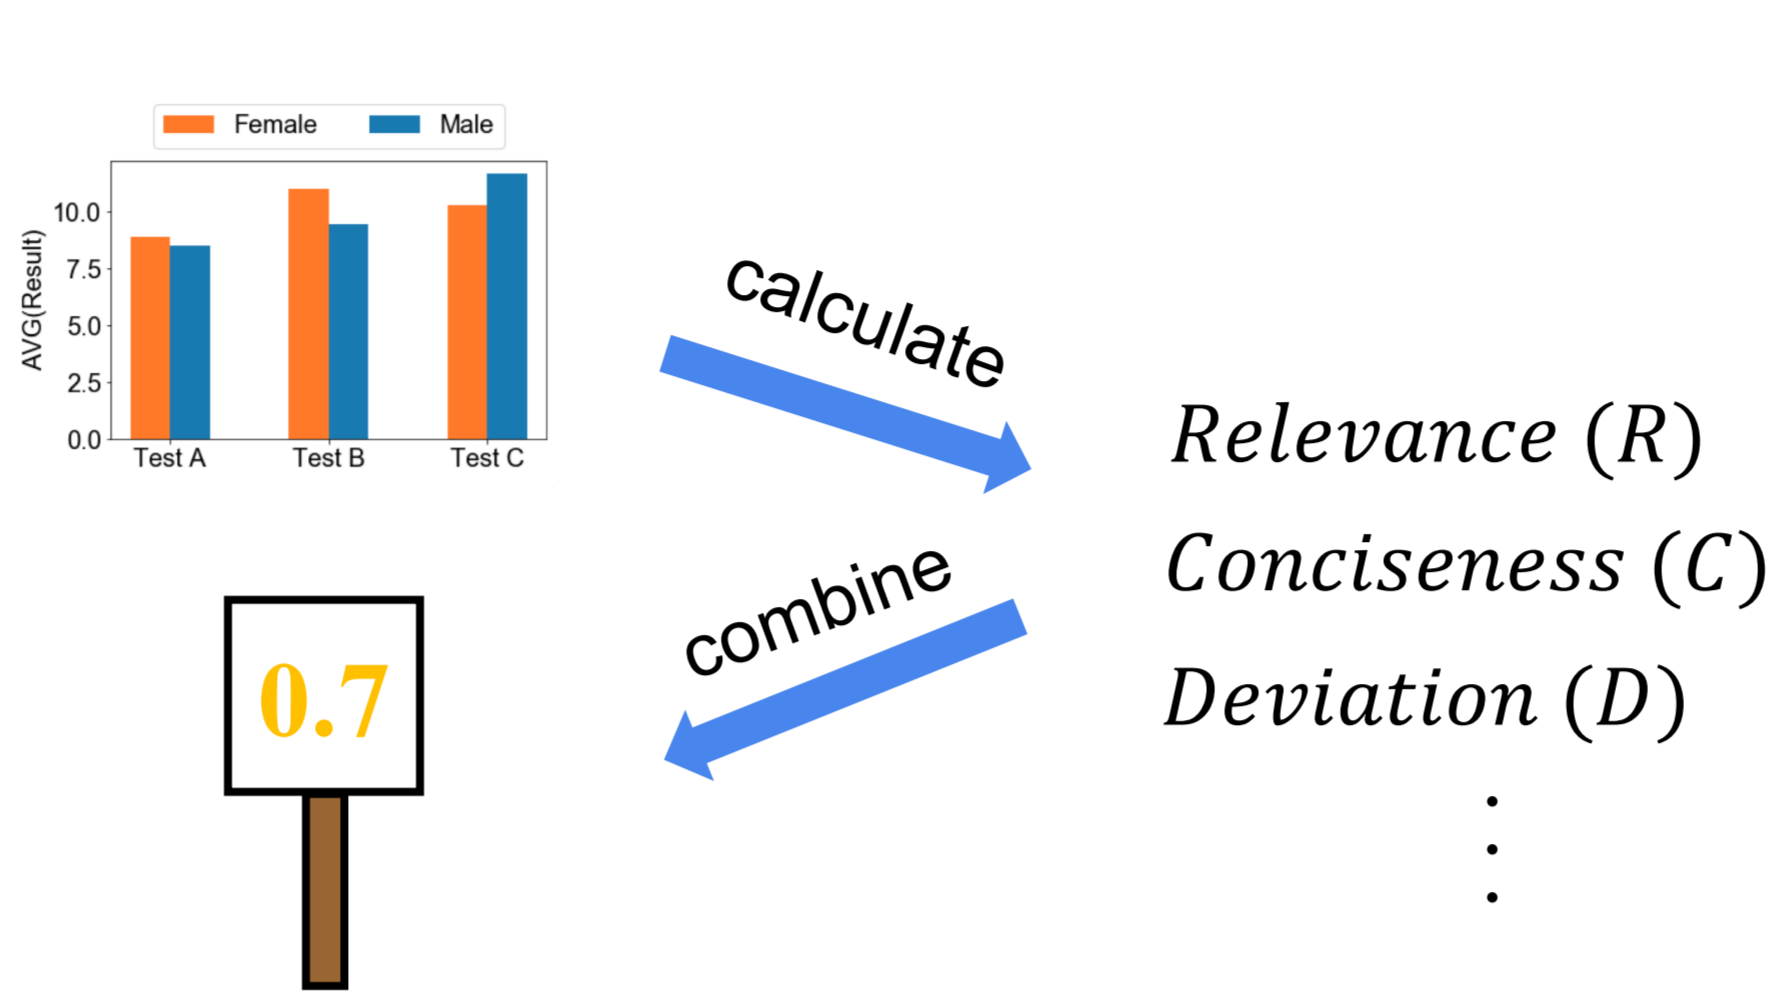 Female Male
AVG(Result)
10.0
7.5
5.0
2.5
0.0
Test A Test B Test C
calculate
Relevance (R)
Conciseness (C)
Deviation (D)
combine
0.7